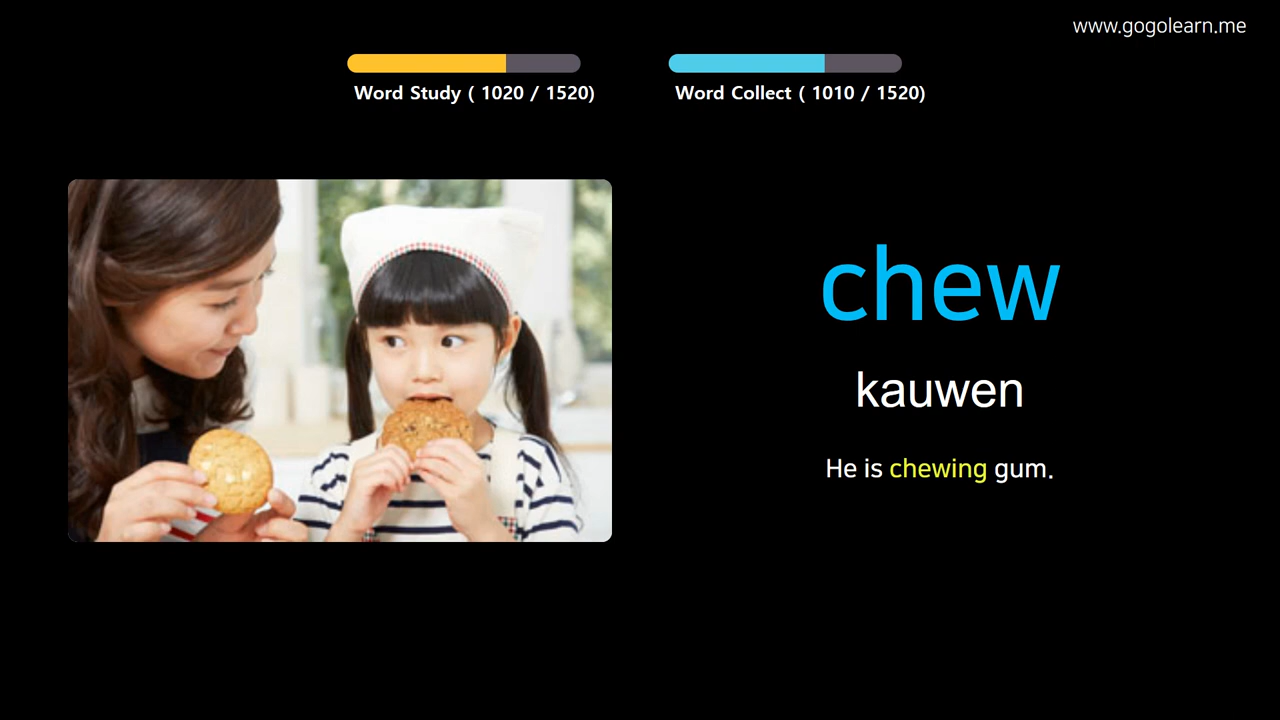 www.gogolearn.me
Word Study ( 1020 / 1520)
Word Collect ( 1010 / 1520)
chew
kauwen
He is chewing gum.